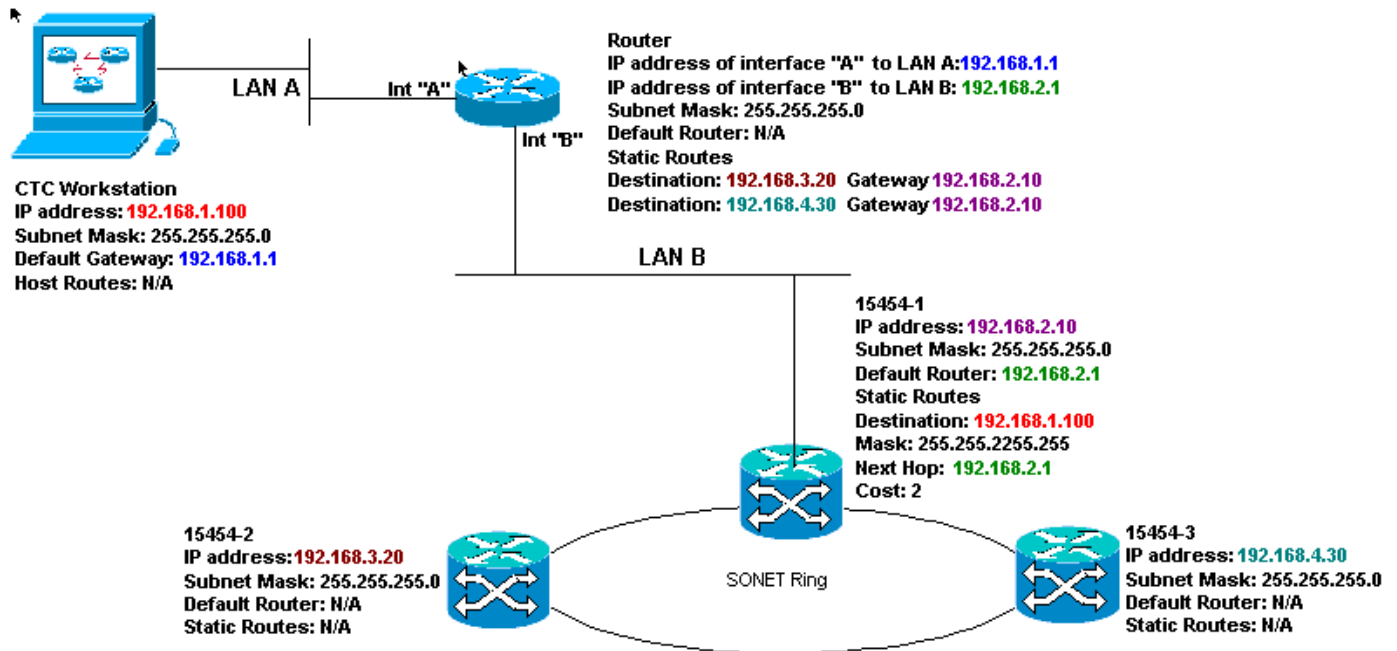 Router
IP address of interface "A" to LAN A:192.168.1.1
IP address of interface "B" to LAN B: 192.168.2.1
Subnet Mask: 255.255.255.0
Default Router: N/A
Static Routes
Destination: 192.168.3.20 Gateway 192.168.2.10
Destination: 192.168.4.30 Gateway 192.168.2.10
LAN A
Int "A"
Int "B"
CTC Workstation
IP address: 192.168.1.100
Subnet Mask: 255.255.255.0
Default Gateway: 192.168.1.1
Host Routes: N/A
LAN B
15454-1
IP address: 192.168.2.10
Subnet Mask: 255.255.255.0
Default Router: 192.168.2.1
Static Routes
Destination: 192.168.1.100
Mask: 255.255.2255.255
Next Hop: 192.168.2.1
Cost: 2
15454-2
IP address:192.168.3.20
Subnet Mask: 255.255.255.0
Default Router: N/A
Static Routes: N/A
SONET Ring
15454-3
IP address: 192.168.4.30
Subnet Mask: 255.255.255.0
Default Router: N/A
Static Routes: N/A